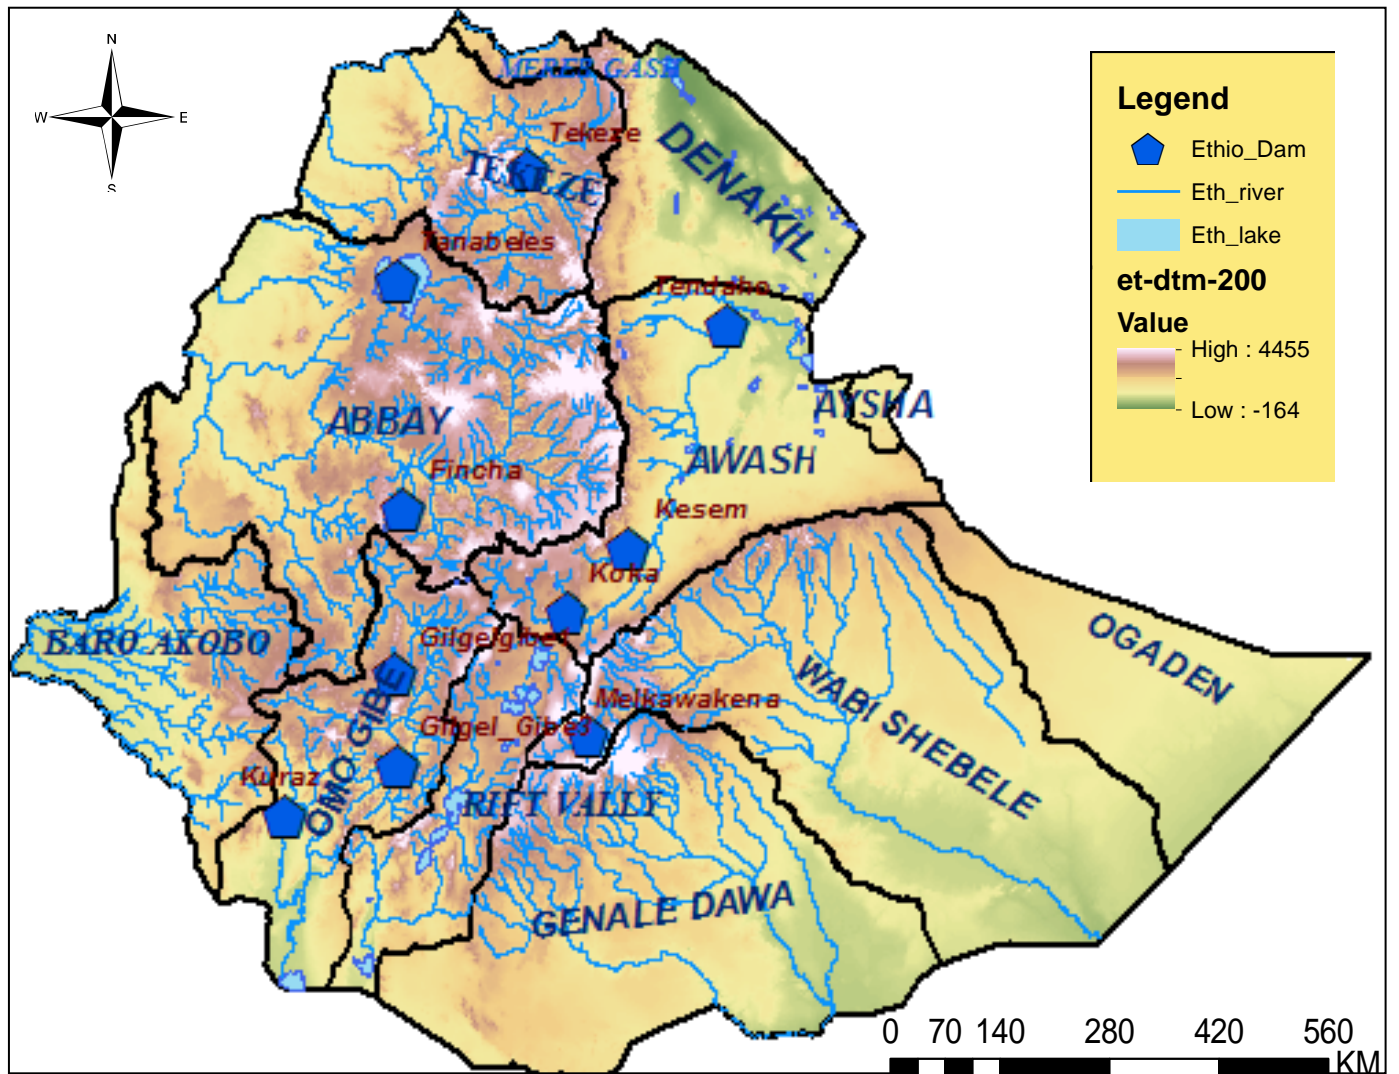 N
W
E
S
Legend
Ethio_Dam
Eth_river
Eth_lake
et-dtm-200
Value
High : 4455
Low : -164
MEREB GASH
Tekeze
TEKEZE
DENAKIL
Tanabeles
Tendaho
ABBAY
AYSHA
AWASH
Fincha
Kesem
Koka
BARO AKOBO
Gilgelgibe1
OGADEN
WABI SHEBELE
Melkawakena
OMO GIBE
Gilgel_Gibe3
Kuraz
RIFT VALLY
GENALE DAWA
0 70 140 280 420 560
KM